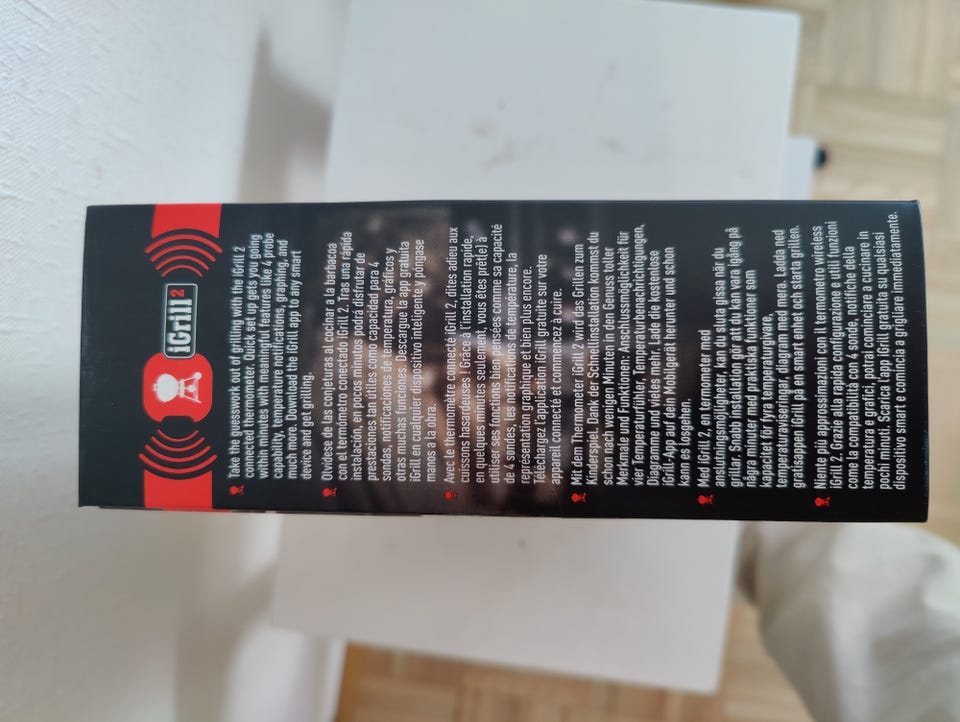 iGrill 2
Take the guesswork out of grilling with the iGrill 2
connected thermometer. Quick set up gets you going
within minutes with meaningful features like 4 probe
capability, temperature notifications, graphing, and
much more. Download the iGrill app to any smart
device and get grilling.
Olvídese de las conjeturas al cocinar a la barbacoa
con el termómetro conectado iGrill 2. Tras una rápida
instalación, en pocos minutos podrá disfrutar de
prestaciones tan útiles como capacidad para 4
sondas, notificaciones de temperatura, gráficos y
otras muchas funciones. Descargue la app gratuita
iGrill en cualquier dispositivo inteligente y póngase
manos a la obra.
Avec le thermomètre connecté iGrill 2, dites adieu aux
cuissons hasardeuses ! Grâce à l'installation rapide,
en quelques minutes seulement, vous êtes prêt(e) à
utiliser ses fonctions bien pensées comme sa capacité
de 4 sondes, les notifications de température, la
représentation graphique et bien plus encore.
Téléchargez l'application iGrill gratuite sur votre
appareil connecté et commencez à cuire.
Mit dem Thermometer iGrill 2 wird das Grillen zum
Kinderspiel. Dank der Schnellinstallation kommst du
schon nach wenigen Minuten in den Genuss toller
Merkmale und Funktionen: Anschlussmöglichkeit für
vier Temperaturfühler, Temperaturbenachrichtigungen,
Diagramme und vieles mehr. Lade die kostenlose
iGrill-App auf dein Mobilgerät herunter und schon
kann es losgehen.
Med iGrill 2, en termometer med
anslutningsmöjligheter, kan du sluta gissa när du
grillar. Snabb installation gör att du kan vara igång på
några minuter med praktiska funktioner som
kapacitet för fyra temperaturgivare,
temperaturaviseringar, diagram med mera. Ladda ned
gratisappen iGrill på en smart enhet och starta grillen.
Niente più approssimazioni con il termometro wireless
iGrill 2. Grazie alla rapida configurazione e a utili funzioni
come la compatibilità con 4 sonde, notifiche della
temperatura e grafici, potrai cominciare a cucinare in
pochi minuti. Scarica l'app iGrill gratuita su qualsiasi
dispositivo smart e comincia a grigliare immediatamente.